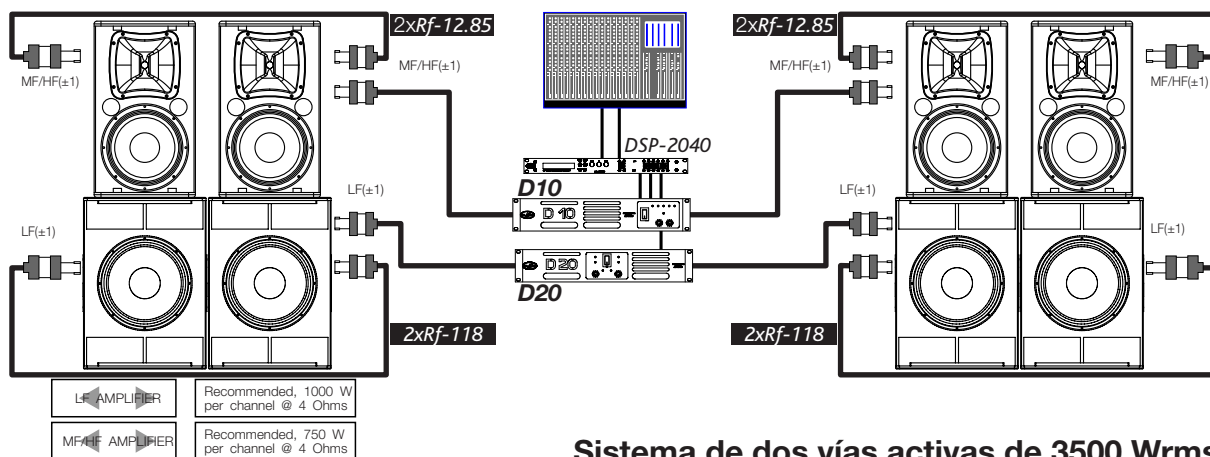 2xRf-12.85
2xRf-12.85
MF/HF(±1)
MF/HF(±1)
MF/HF(±1)
MF/HF(±1)
DSP-2040
D10
D 10
LF(±1)
LF(±1)
LF(±1)
LF(±1)
D 20
D20
2xRf-118
2xRf-118
LF AMPLIFIER
Recommended, 1000 W
per channel @ 4 Ohms
MF/HF AMPLIFIER
Recommended, 750 W
per channel @ 4 Ohms
Sistema de dos vías activas de 3500 Wrms